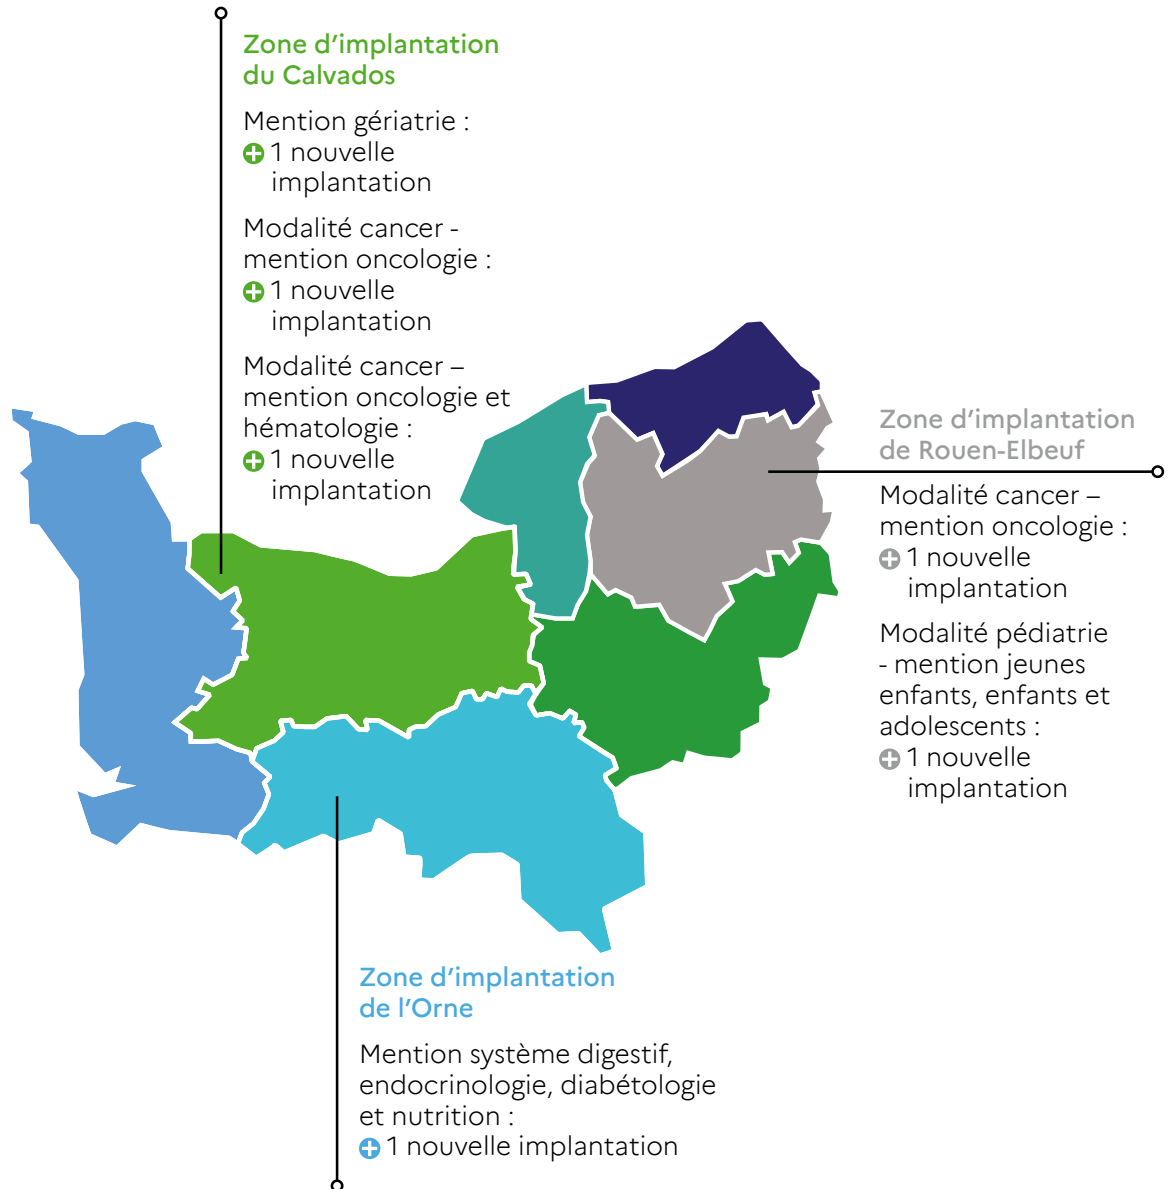 Zone d'implantation
du Calvados
Mention gériatrie :
+ 1 nouvelle
implantation
Modalité cancer -
mention oncologie :
+ 1 nouvelle
implantation
Modalité cancer –
mention oncologie et
hématologie :
+ 1 nouvelle
implantation
Zone d'implantation
de Rouen-Elbeuf
Modalité cancer –
mention oncologie :
+ 1 nouvelle
implantation
Modalité pédiatrie
- mention jeunes
enfants, enfants et
adolescents :
+ 1 nouvelle
implantation
Zone d'implantation
de l'Orne
Mention système digestif,
endocrinologie, diabétologie
et nutrition :
+ 1 nouvelle implantation